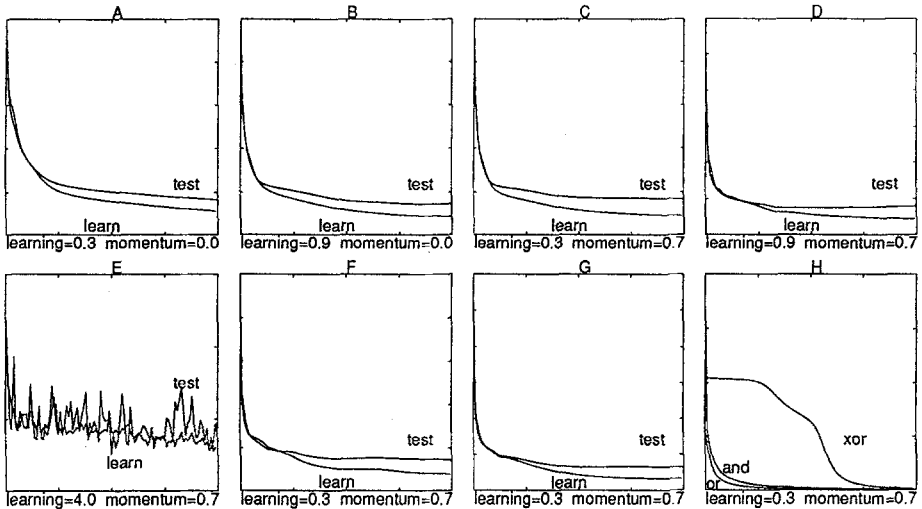 A
B
C
D
test
test
test
test
learn
learn
learn
learn
learning=0.3 momentum=0.0
learning=0.9 momentum=0.0
learning=0.3 momentum=0.7
learning=0.9 momentum=0.7
E
F
G
H
test
test
test
xor
learn
learn
learn
and
or
learning=4.0 momentum=0.7
learning=0.3 momentum=0.7
learning=0.3 momentum=0.7
learning=0.3 momentum=0.7